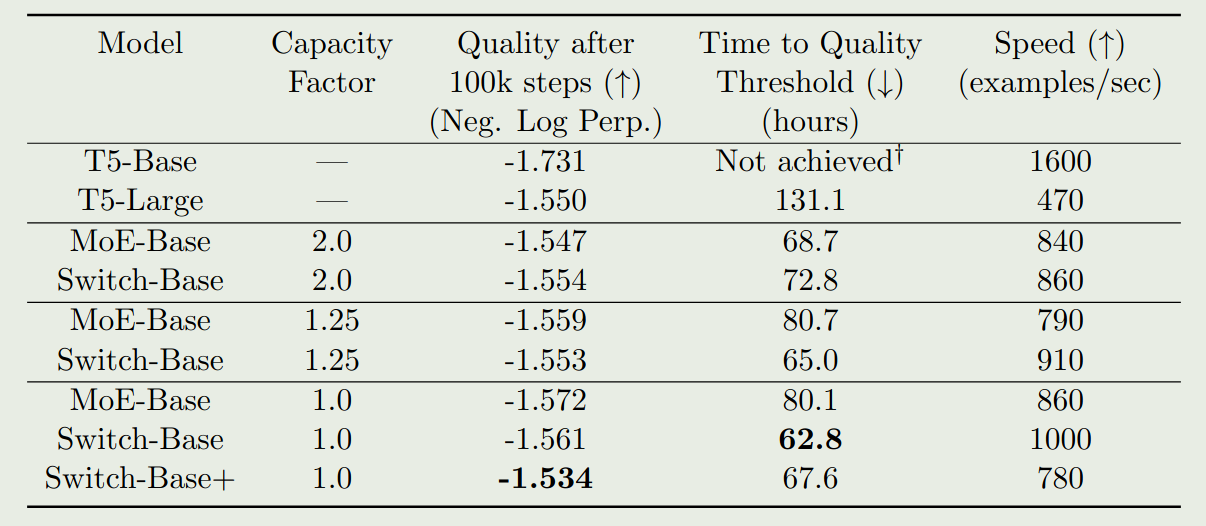 Model Capacity Quality after Time to Quality Speed (↑)
Factor 100k steps (↑) Threshold (↓) (examples/sec)
(Neg. Log Perp.) (hours)
T5-Base — -1.731 Not achieved† 1600
T5-Large — -1.550 131.1 470
MoE-Base 2.0 -1.547 68.7 840
Switch-Base 2.0 -1.554 72.8 860
MoE-Base 1.25 -1.559 80.7 790
Switch-Base 1.25 -1.553 65.0 910
MoE-Base 1.0 -1.572 80.1 860
Switch-Base 1.0 -1.561 62.8 1000
Switch-Base+ 1.0 -1.534 67.6 780